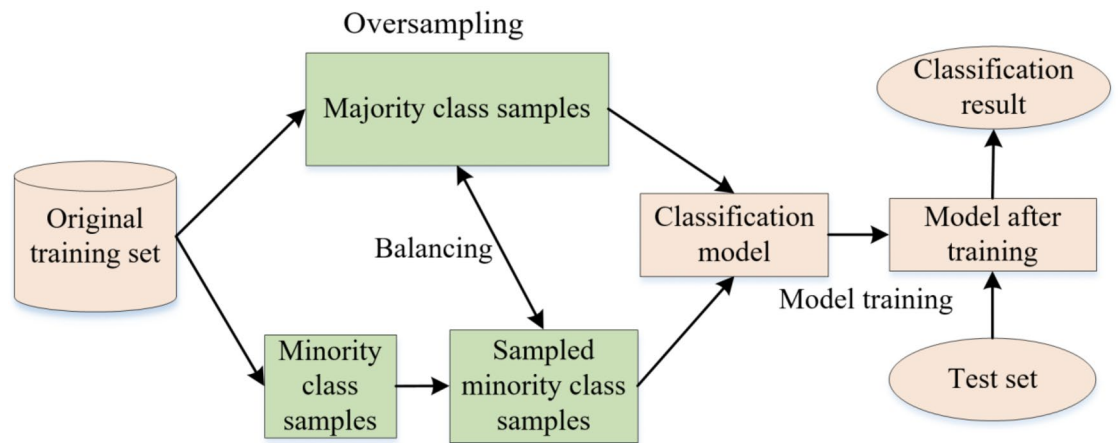 Oversampling
Majority class samples
Classification
result
Original
training set
Balancing
Classification
model
Model after
training
Model training
Minority
class
samples
Sampled
minority class
samples
Test set